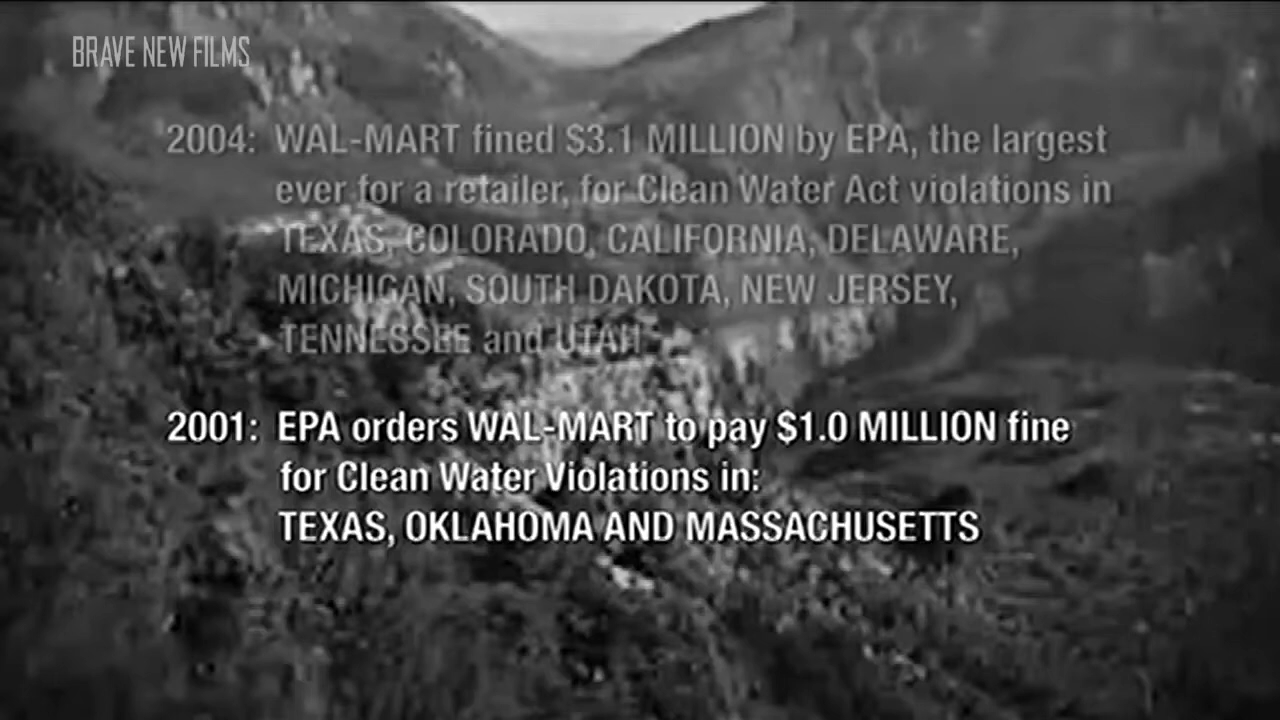 BRAVE NEW FILMS
2004: WAL-MART fined $3.1 MILLION by EPA, the largest
ever for a retailer, for Clean Water Act violations in
TEXAS, COLORADO, CALIFORNIA, DELAWARE,
MICHIGAN, SOUTH DAKOTA, NEW JERSEY,
TENNESSEE and UTAH
2001: EPA orders WAL-MART to pay $1.0 MILLION fine
for Clean Water Violations in:
TEXAS, OKLAHOMA AND MASSACHUSETTS